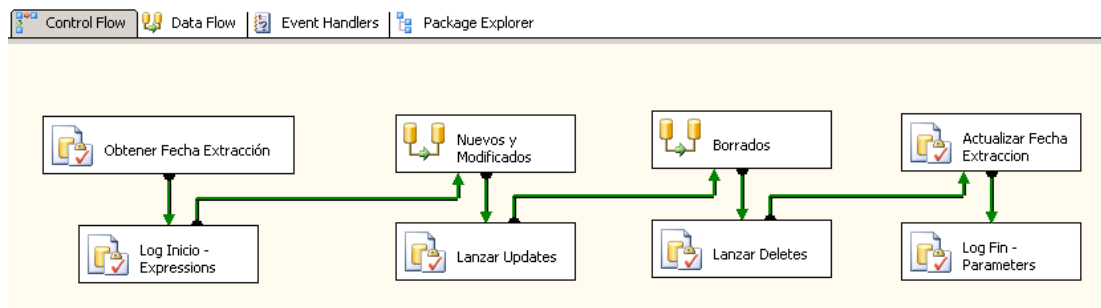 Control Flow
Data Flow
Event Handlers
Package Explorer
Obtener Fecha Extracción
Nuevos y
Modificados
Borrados
Actualizar Fecha
Extraccion
Log Inicio -
Expressions
Lanzar Updates
Lanzar Deletes
Log Fin -
Parameters